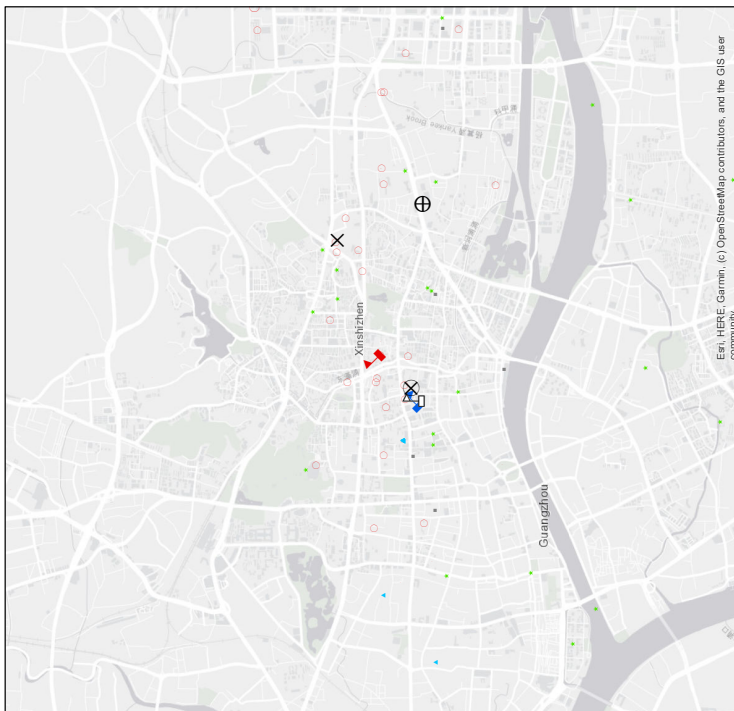 Xinshizhen
Guangzhou
Esri, HERE, Garmin, (c) OpenStreetMap contributors, and the GIS user
community